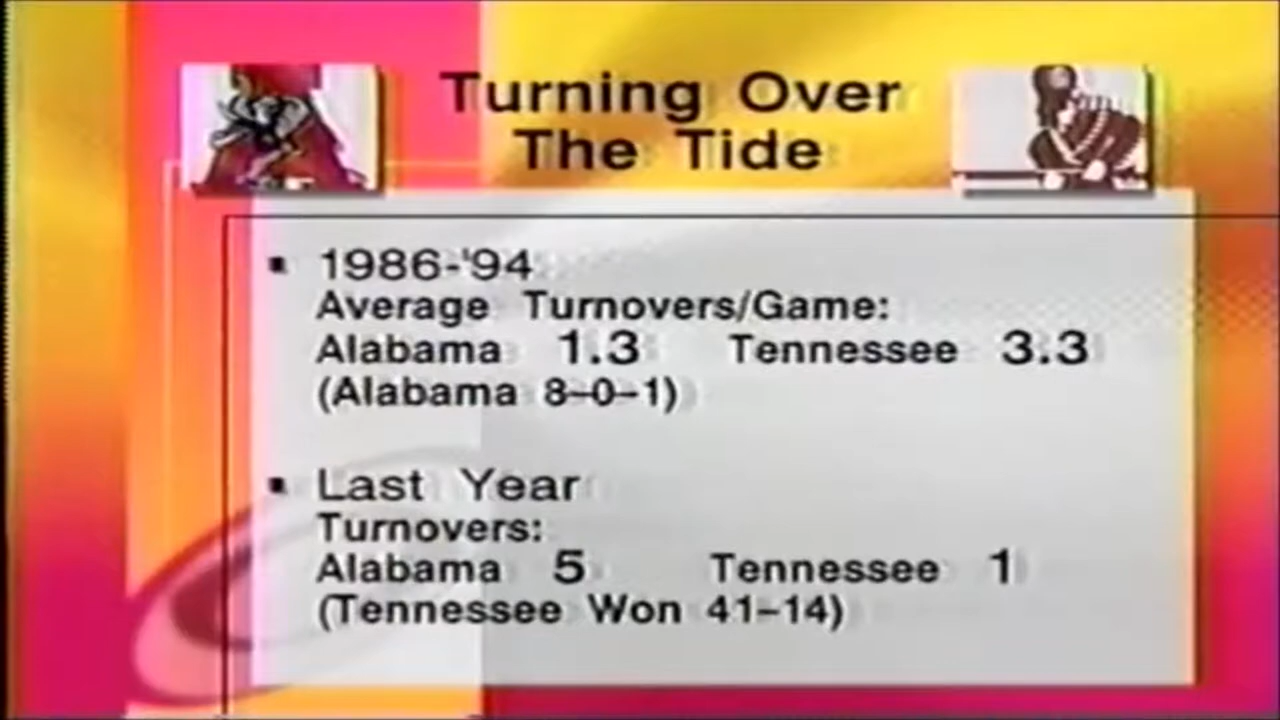 Turning Over
The Tide
▪ 1986-'94
Average Turnovers/Game:
Alabama 1.3 Tennessee 3.3
(Alabama 8-0-1)
▪ Last Year
Turnovers:
Alabama 5 Tennessee 1
(Tennessee Won 41-14)